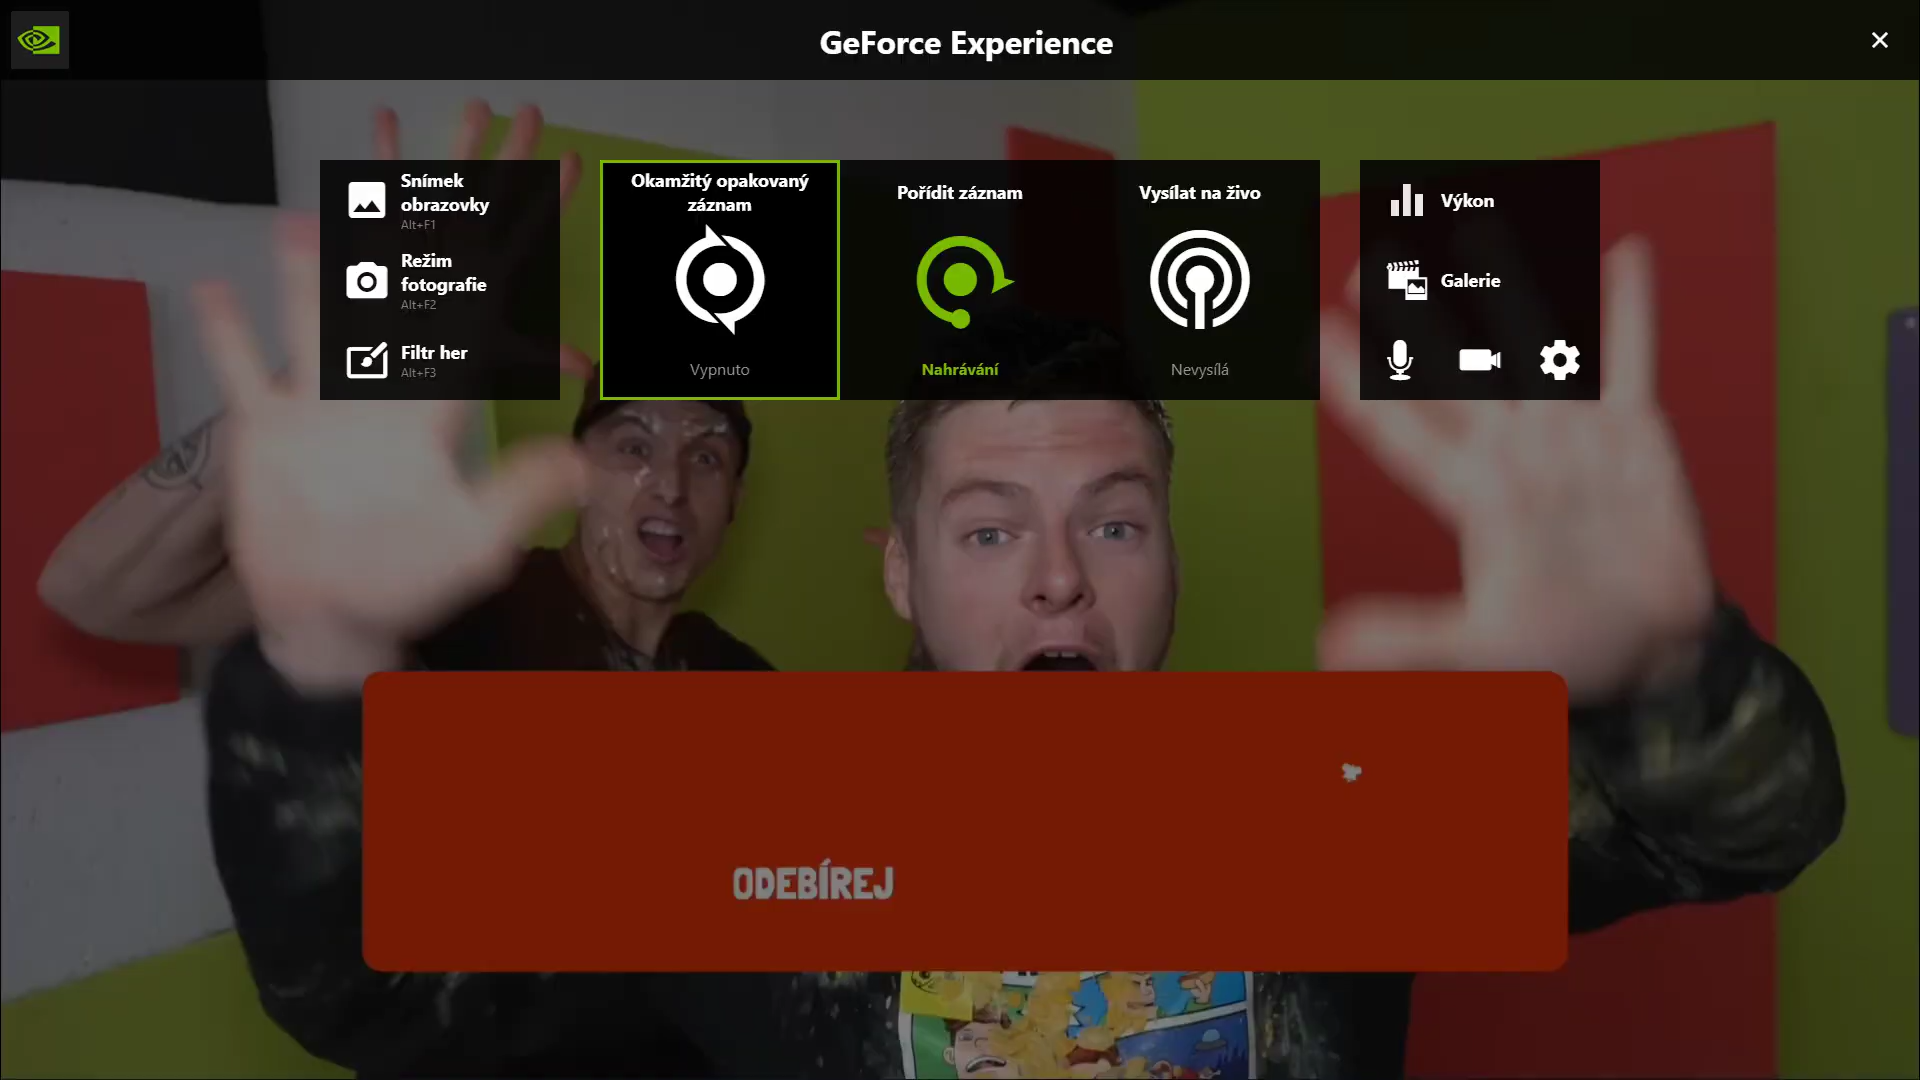 GeForce Experience
Snímek
obrazovky
Alt+F1
Režim
fotografie
Alt+F2
Filtr her
Alt+F3
Okamžitý opakovaný
záznam
Vypnuto
Pořídit záznam
Nahrávání
Vysílat na živo
Nevysílá
Výkon
Galerie
ODEBÍREJ